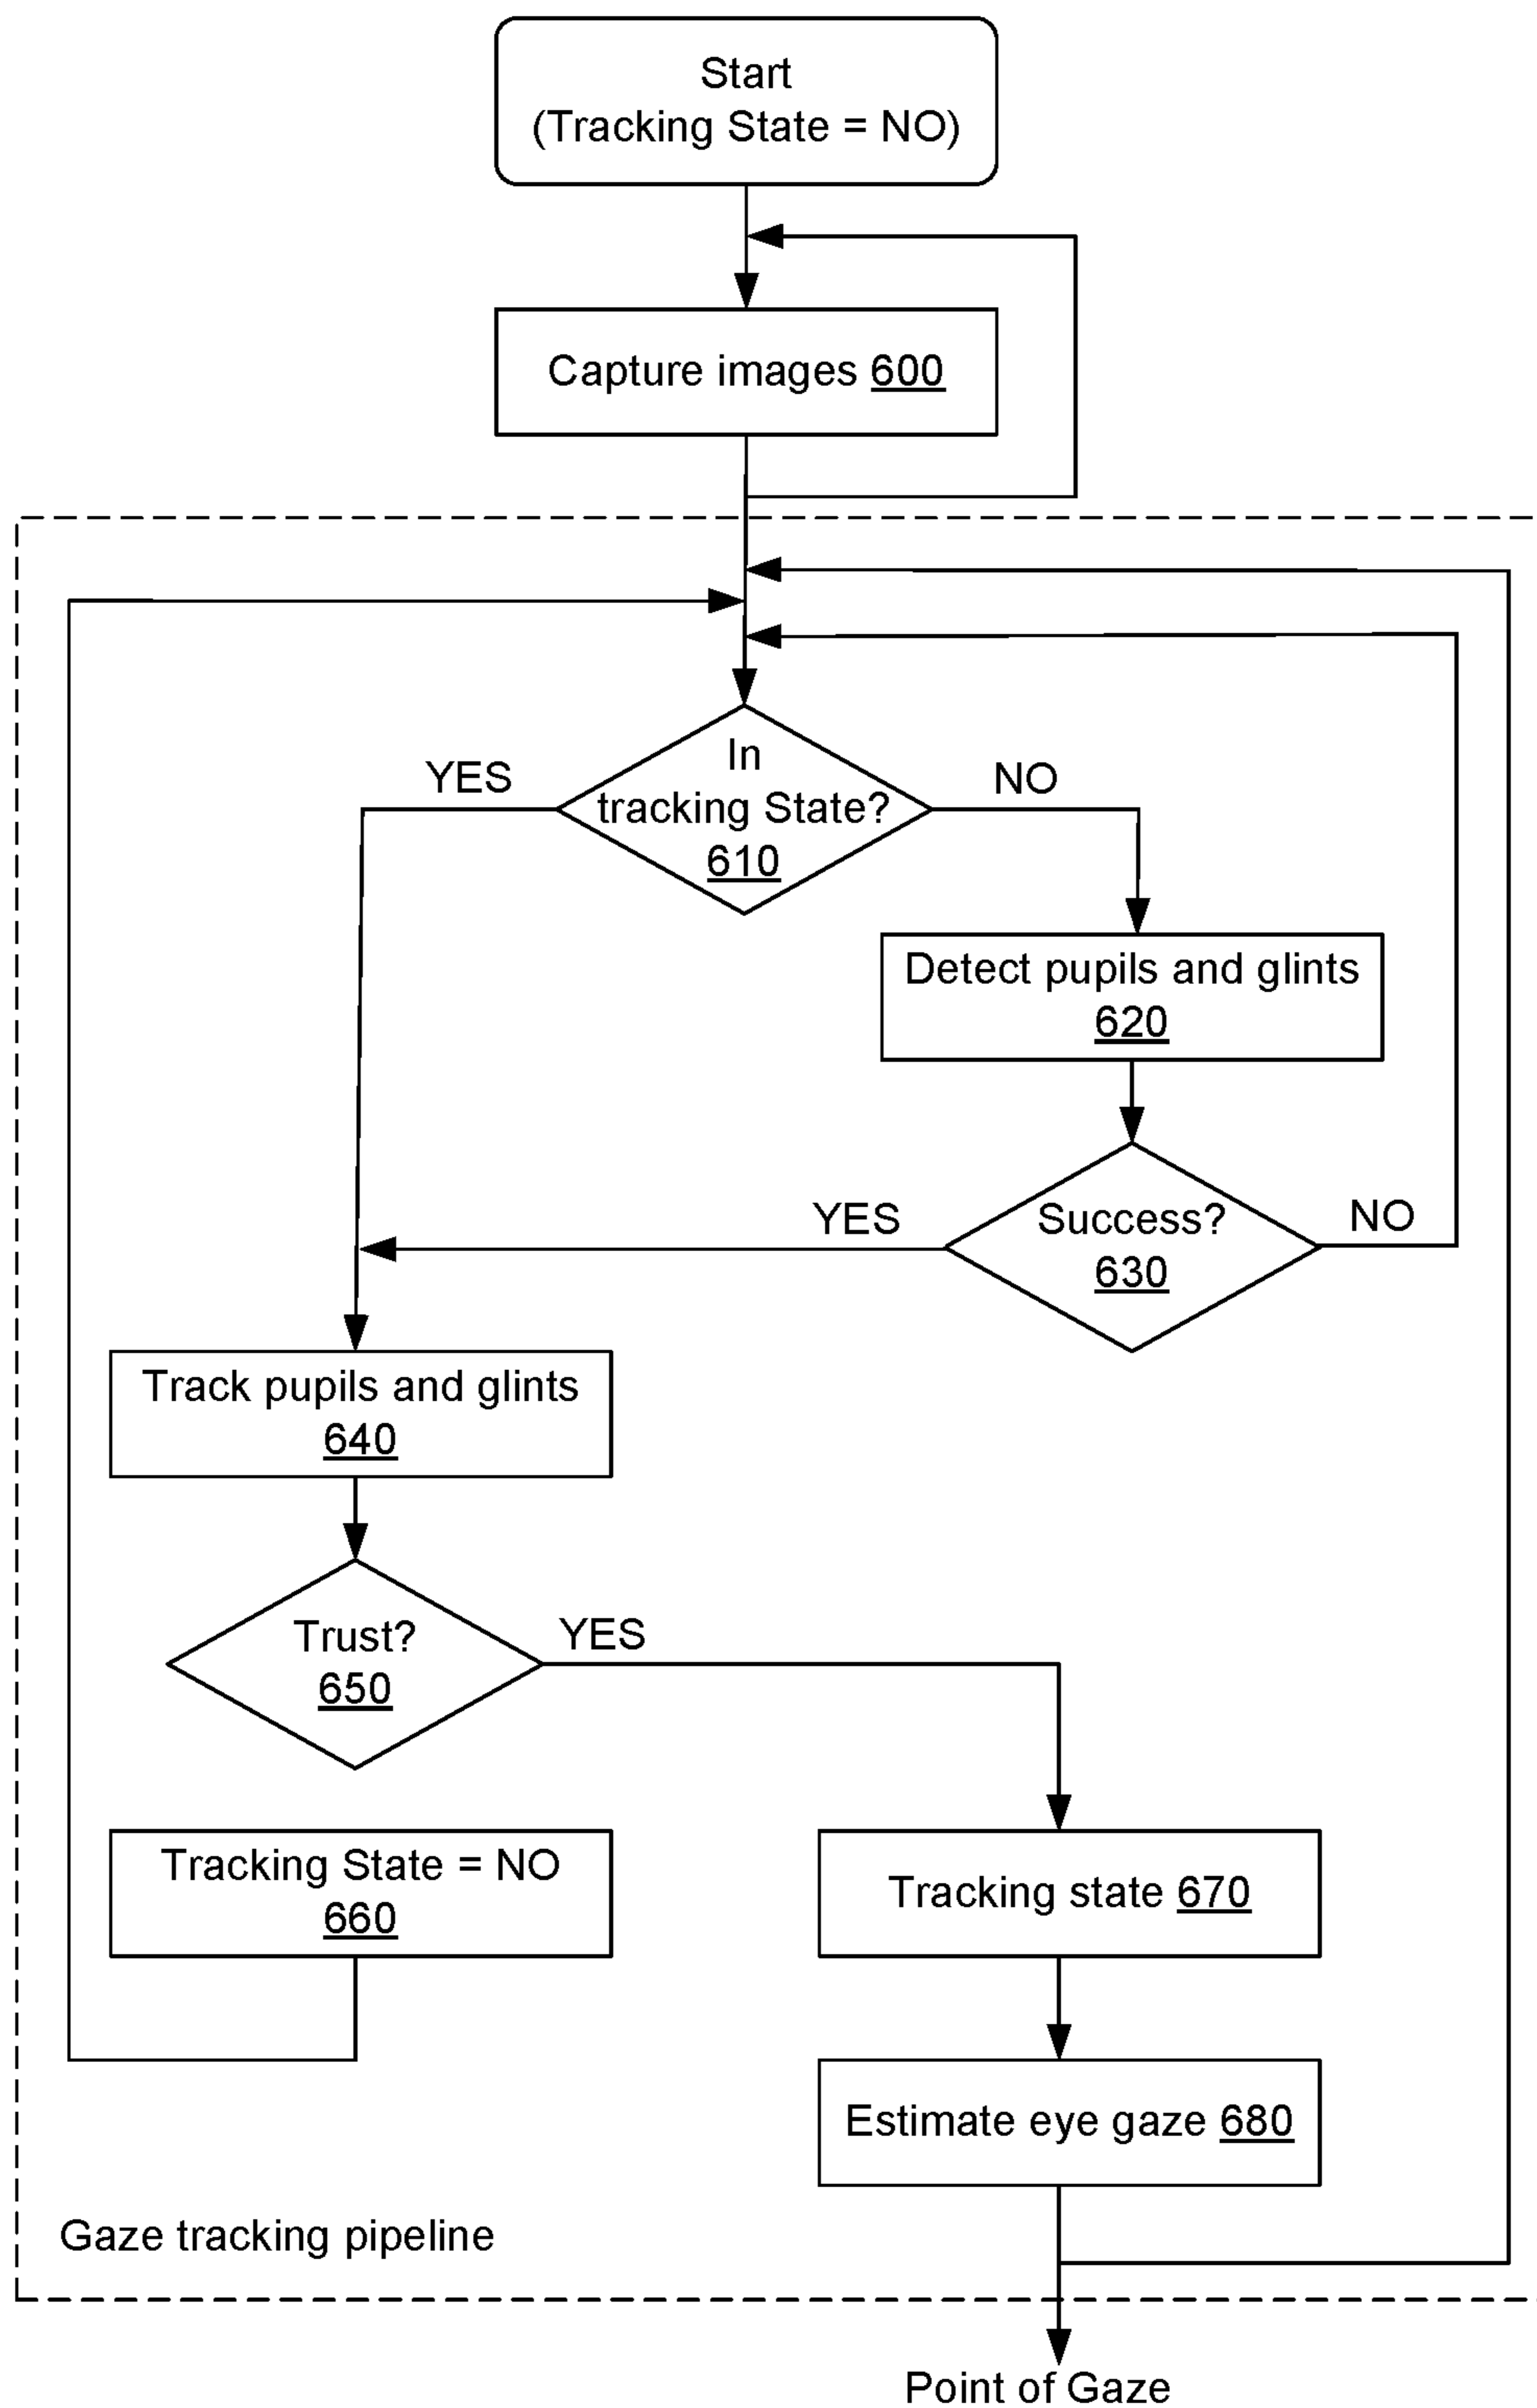 Start
(Tracking State = NO)
Capture images 600
In
tracking State?
610
YES
NO
Detect pupils and glints
620
Success?
630
YES
NO
Track pupils and glints
640
Trust?
650
YES
Tracking State = NO
660
Tracking state 670
Estimate eye gaze 680
Gaze tracking pipeline
Point of Gaze